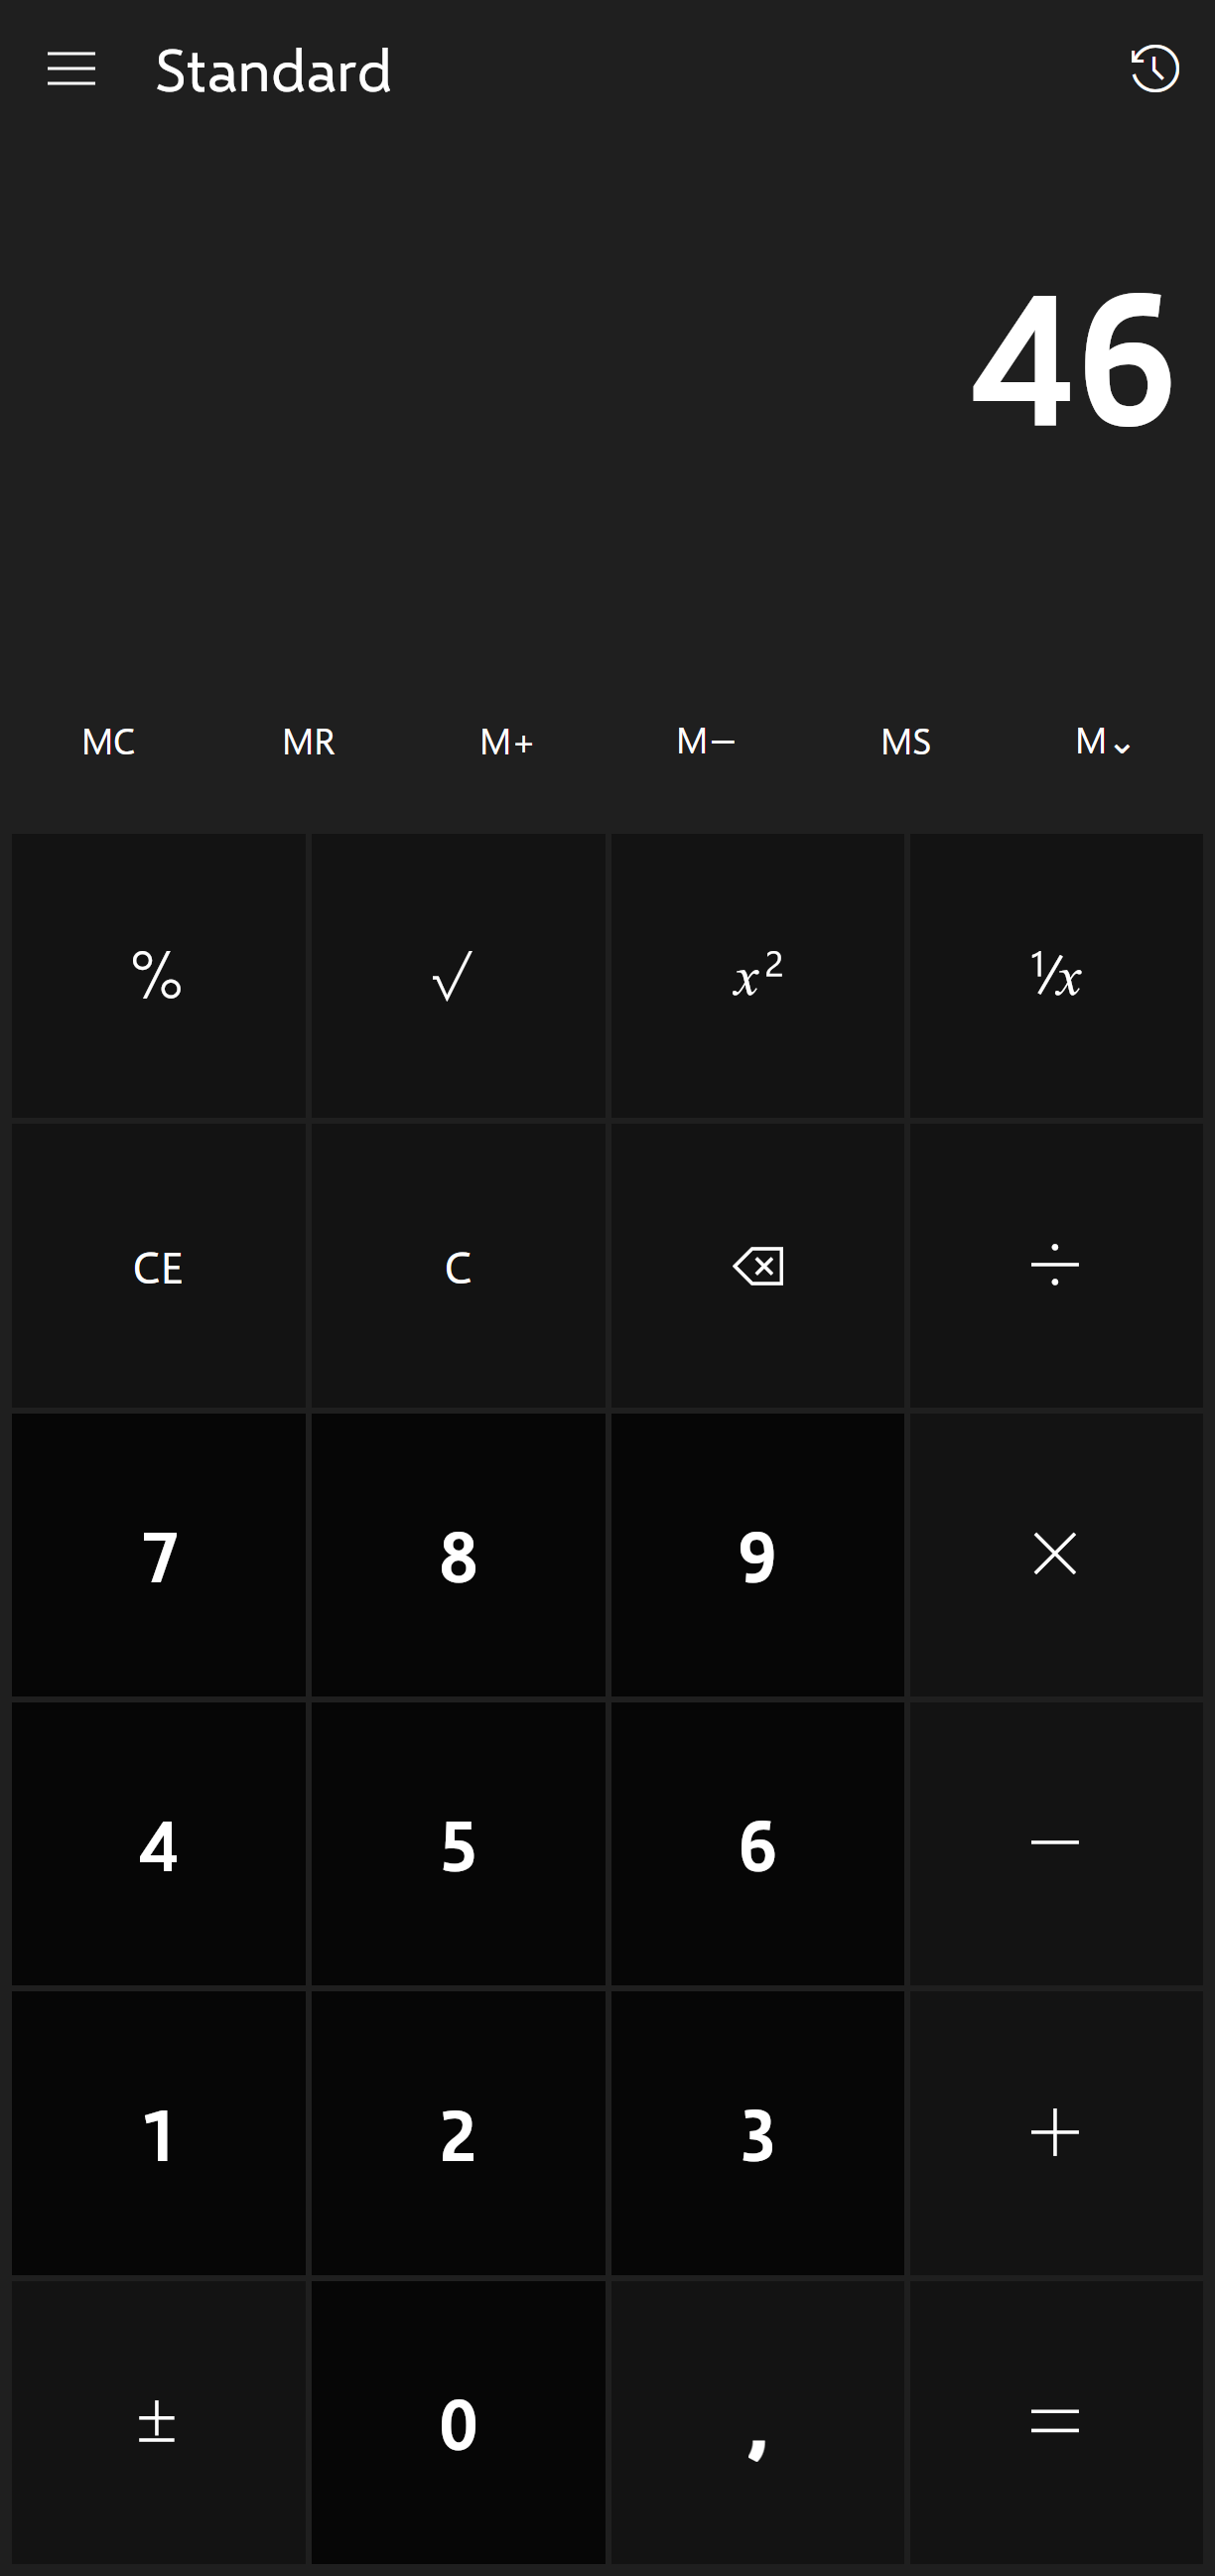 Standard
46
MC MR M+ M− MS M⌄
% √ x² ¹⁄x
CE C ÷
7 8 9 ×
4 5 6 −
1 2 3 +
± 0 , =